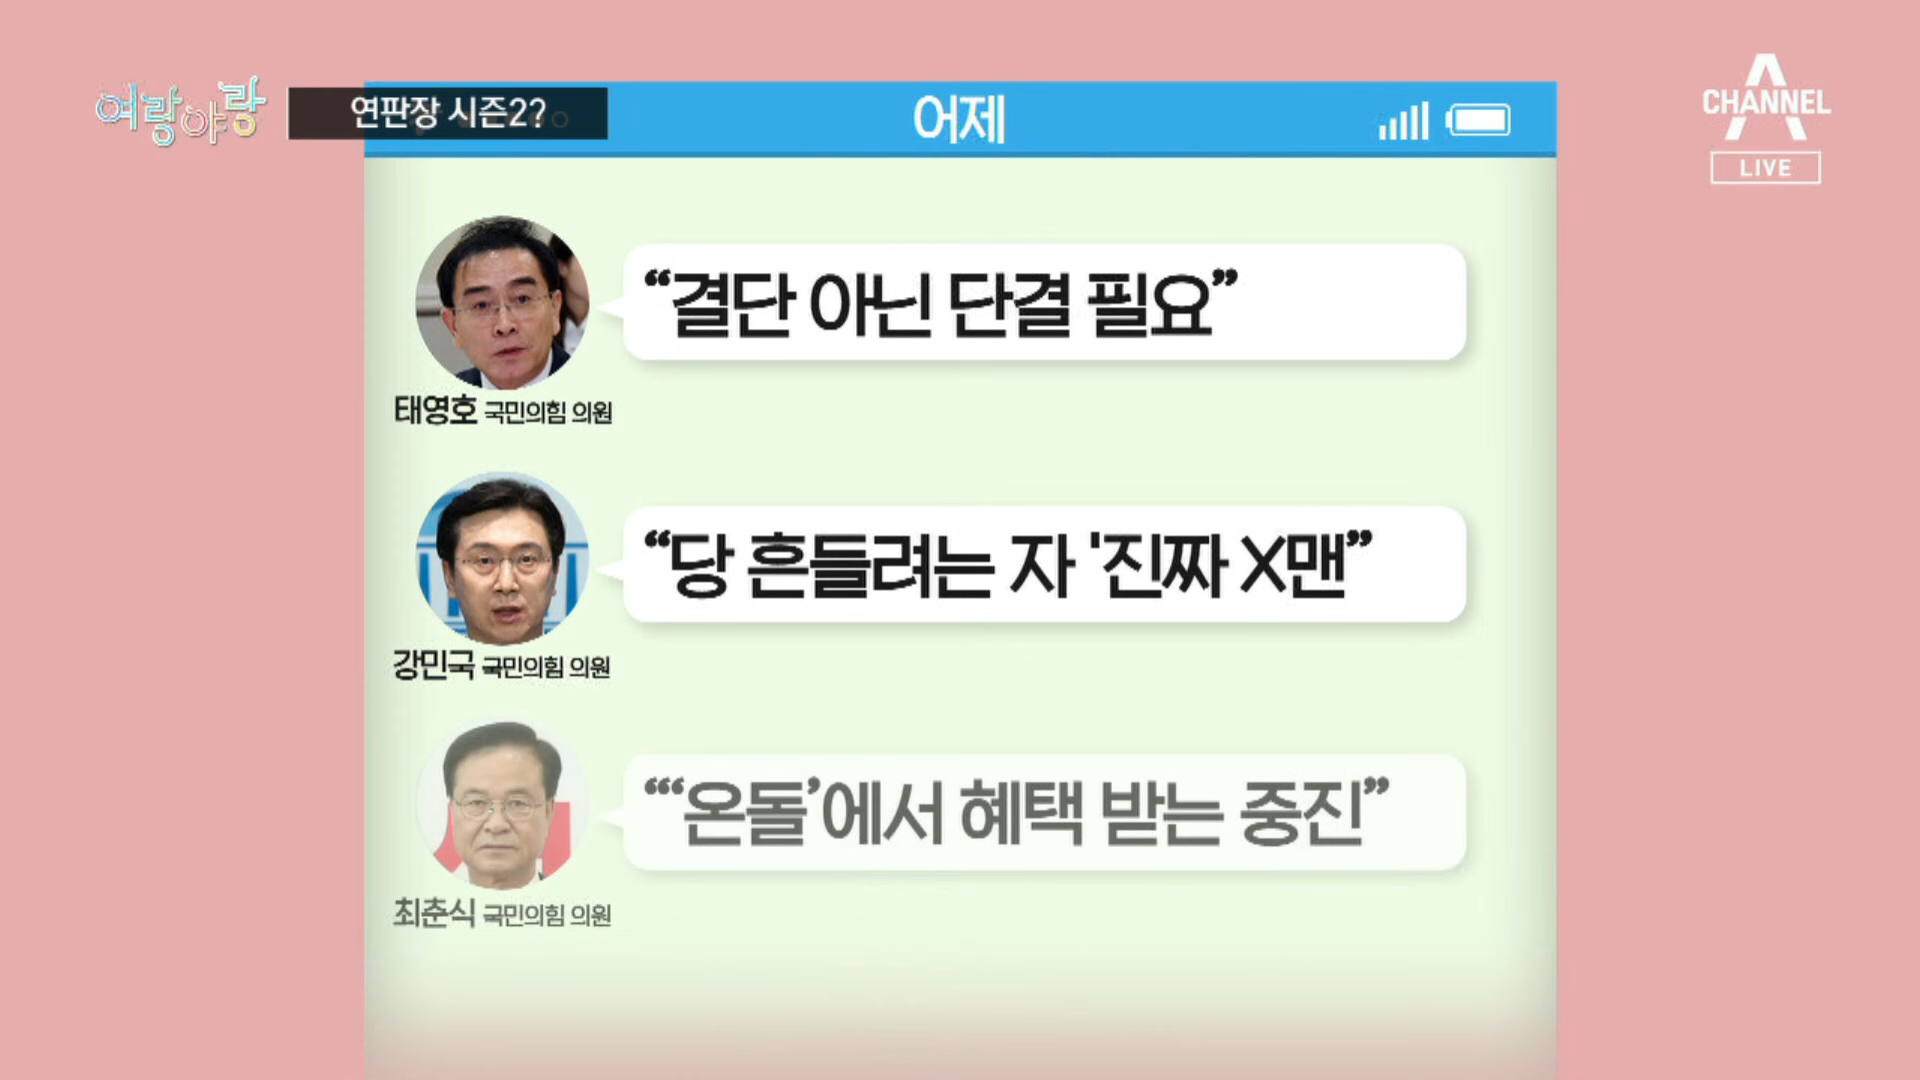 여랑야랑
연판장 시즌2?
어제
CHANNEL A
LIVE
“결단 아닌 단결 필요”
태영호 국민의힘 의원
“당 흔들려는 자 '진짜 X맨”
강민국 국민의힘 의원
“‘온돌’에서 혜택 받는 중진”
최춘식 국민의힘 의원